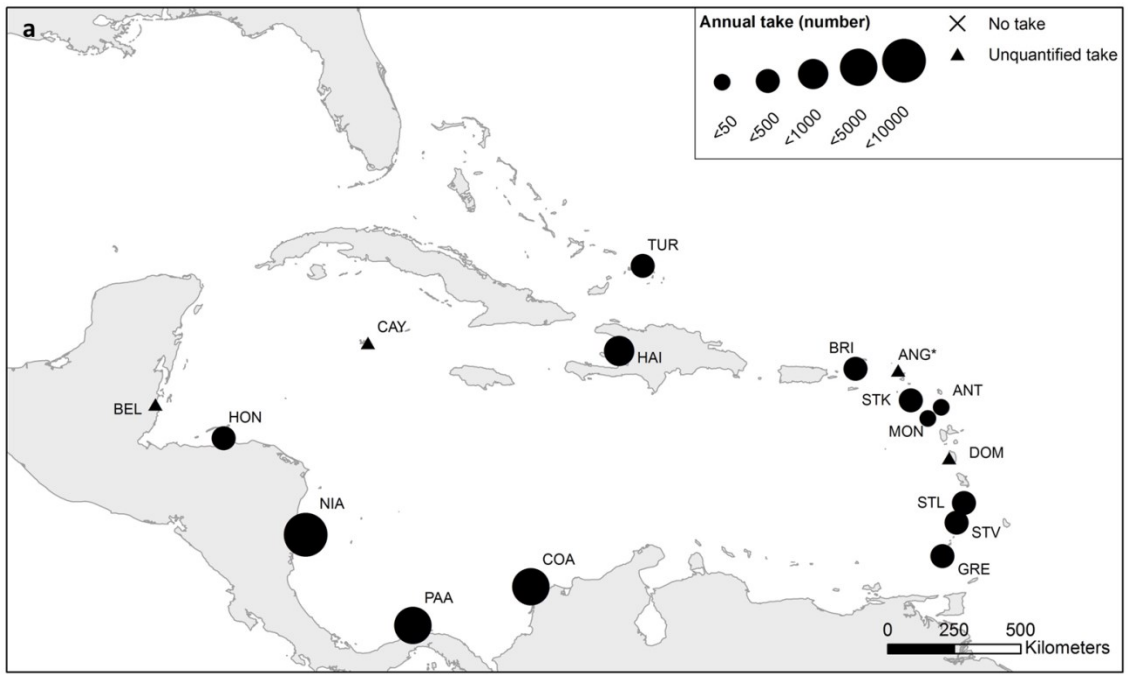 a
Annual take (number)
No take
Unquantified take
<50
<500
<1000
<5000
<10000
TUR
CAY
HAI
BRI
ANG*
STK
ANT
MON
BEL
HON
DOM
NIA
STL
STV
COA
GRE
PAA
0 250 500
Kilometers